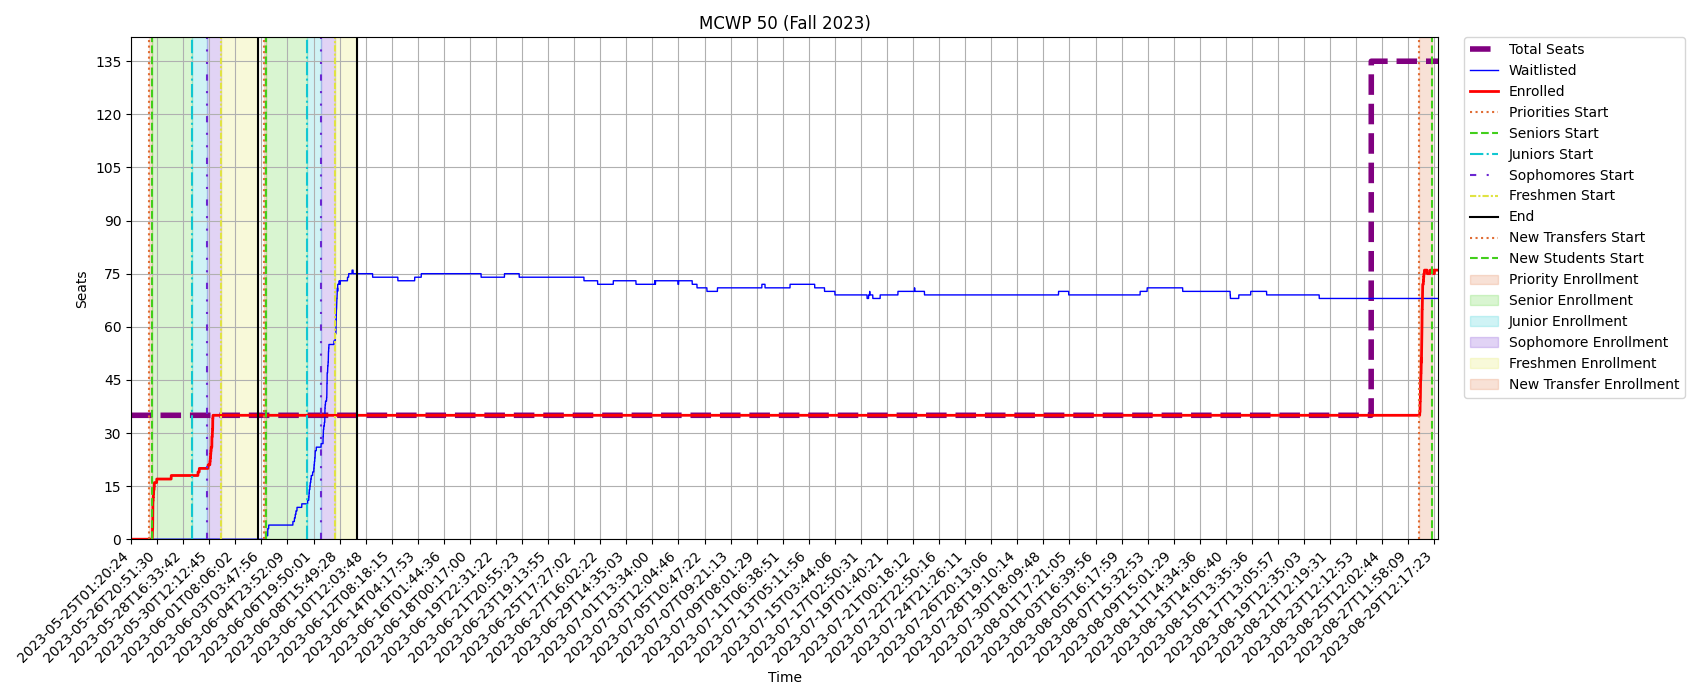 MCWP 50 (Fall 2023)
Seats
135
120
105
90
75
60
45
30
15
0
2023-05-25T01:20:24
2023-05-26T20:51:30
2023-05-28T16:33:42
2023-05-30T12:12:45
2023-06-01T08:06:02
2023-06-03T03:47:56
2023-06-04T23:52:09
2023-06-06T19:50:01
2023-06-08T15:49:28
2023-06-10T12:03:48
2023-06-12T08:18:15
2023-06-14T04:17:53
2023-06-16T01:44:36
2023-06-18T00:17:00
2023-06-19T22:31:22
2023-06-21T20:55:23
2023-06-23T19:13:55
2023-06-25T17:27:02
2023-06-27T16:02:22
2023-06-29T14:35:03
2023-07-01T13:34:00
2023-07-03T12:04:46
2023-07-05T10:47:22
2023-07-07T09:21:13
2023-07-09T08:01:29
2023-07-11T06:38:51
2023-07-13T05:11:56
2023-07-15T03:44:06
2023-07-17T02:50:31
2023-07-19T01:40:21
2023-07-21T00:18:12
2023-07-22T22:50:16
2023-07-24T21:26:11
2023-07-26T20:13:06
2023-07-28T19:10:14
2023-07-30T18:09:48
2023-08-01T17:21:05
2023-08-03T16:39:56
2023-08-05T16:17:59
2023-08-07T15:32:53
2023-08-09T15:01:29
2023-08-11T14:34:36
2023-08-13T14:06:40
2023-08-15T13:35:36
2023-08-17T13:05:57
2023-08-19T12:35:03
2023-08-21T12:19:31
2023-08-23T12:12:53
2023-08-25T12:02:44
2023-08-27T11:58:09
2023-08-29T12:17:23
Time
Total Seats
Waitlisted
Enrolled
Priorities Start
Seniors Start
Juniors Start
Sophomores Start
Freshmen Start
End
New Transfers Start
New Students Start
Priority Enrollment
Senior Enrollment
Junior Enrollment
Sophomore Enrollment
Freshmen Enrollment
New Transfer Enrollment